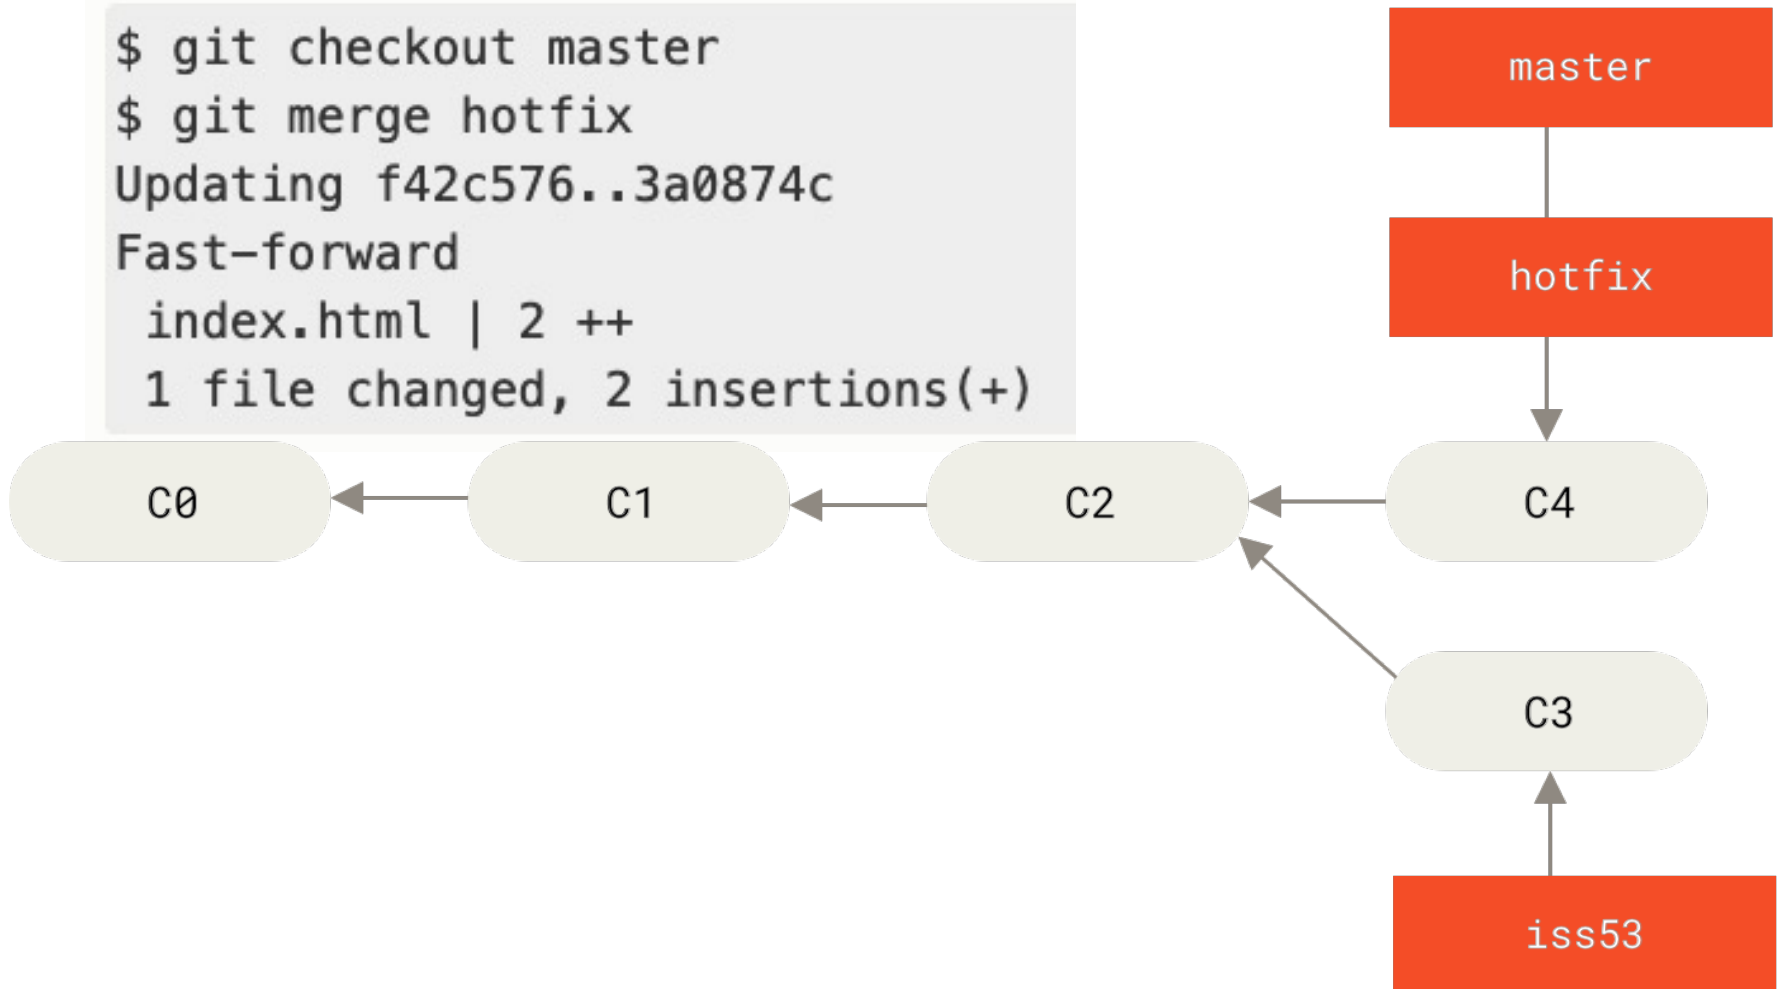 $ git checkout master
$ git merge hotfix
Updating f42c576..3a0874c
Fast-forward
 index.html | 2 ++
 1 file changed, 2 insertions(+)
master
hotfix
C0
C1
C2
C4
C3
iss53